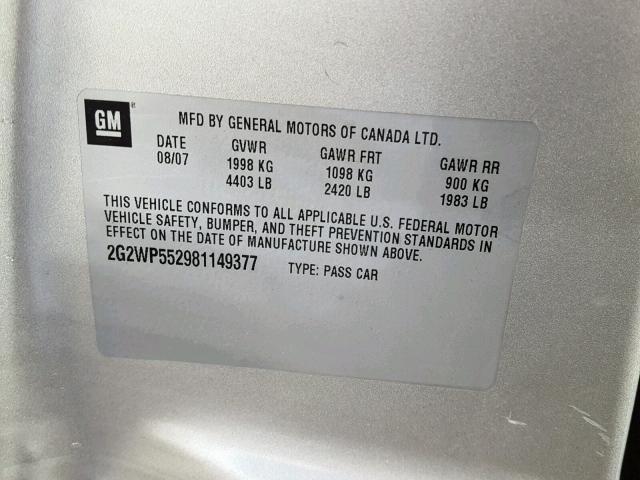 GM
MFD BY GENERAL MOTORS OF CANADA LTD.
DATE GVWR GAWR FRT GAWR RR
08/07 1998 KG 1098 KG 900 KG
4403 LB 2420 LB 1983 LB
THIS VEHICLE CONFORMS TO ALL APPLICABLE U.S. FEDERAL MOTOR
VEHICLE SAFETY, BUMPER, AND THEFT PREVENTION STANDARDS IN
EFFECT ON THE DATE OF MANUFACTURE SHOWN ABOVE.
2G2WP552981149377 TYPE: PASS CAR